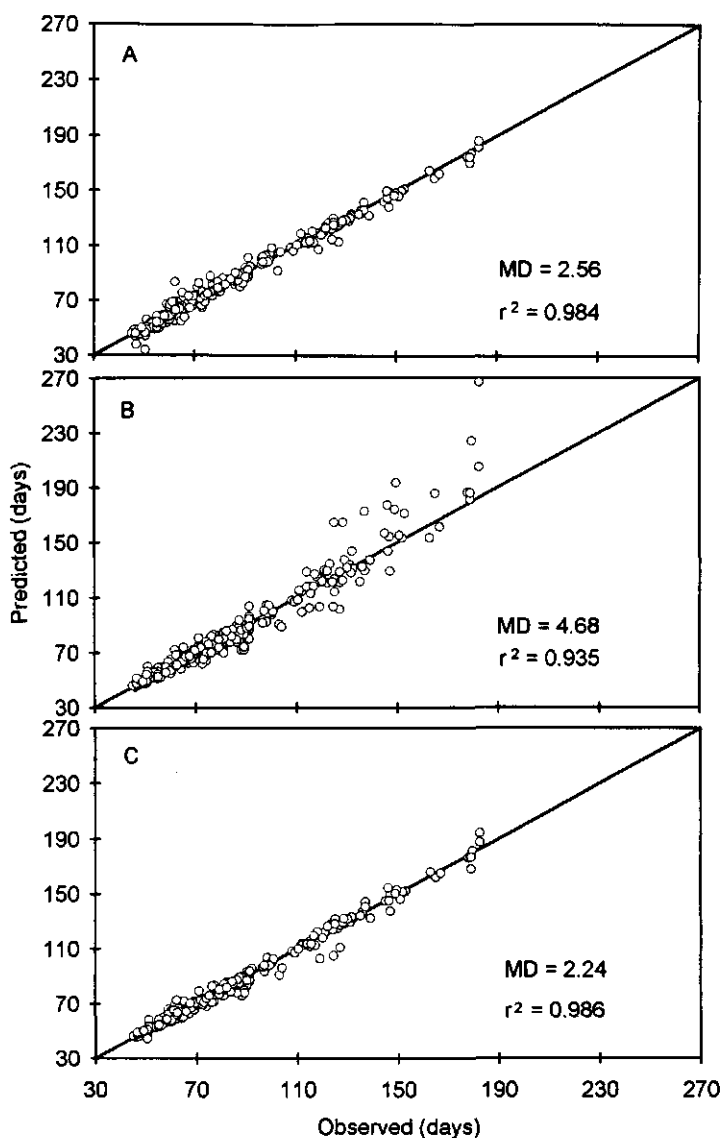 270
A
230
190
150
110
MD = 2.56
70
r² = 0.984
30
270
B
230
190
150
110
MD = 4.68
70
r² = 0.935
30
270
C
230
190
150
110
MD = 2.24
70
r² = 0.986
30
30 70 110 150 190 230 270
Predicted (days)
Observed (days)